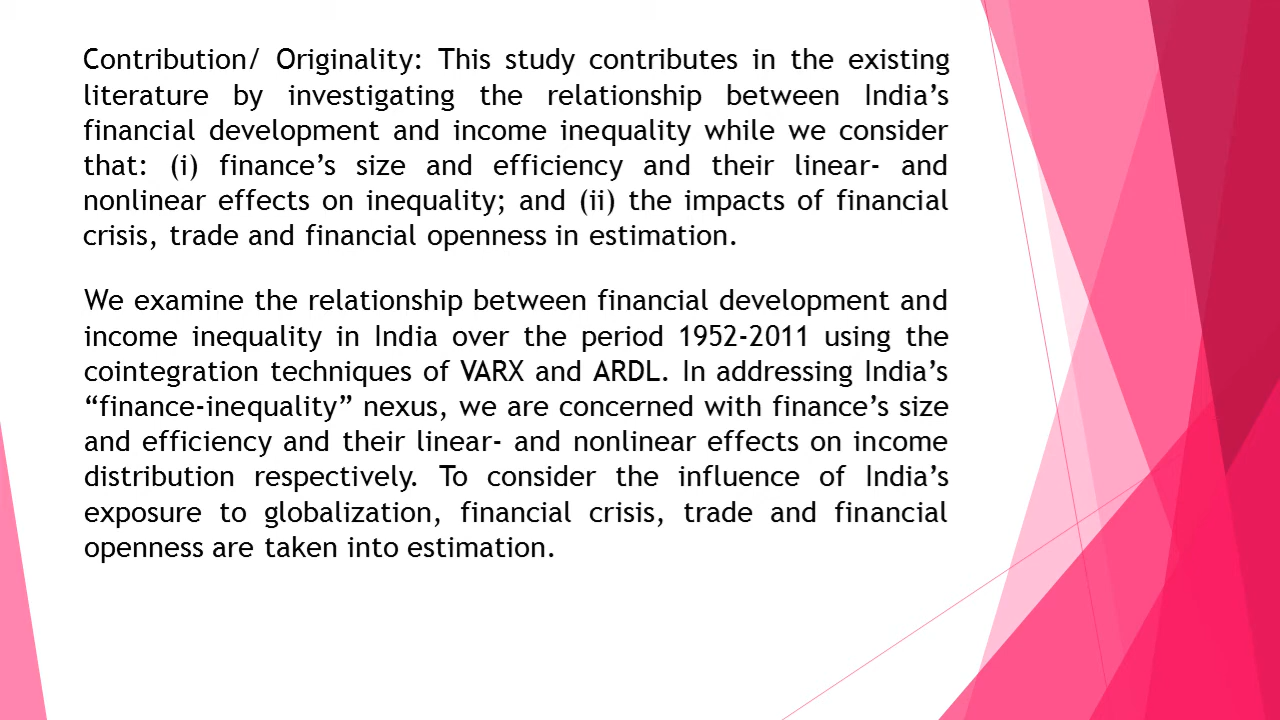 Contribution/ Originality: This study contributes in the existing
literature by investigating the relationship between India’s
financial development and income inequality while we consider
that: (i) finance’s size and efficiency and their linear- and
nonlinear effects on inequality; and (ii) the impacts of financial
crisis, trade and financial openness in estimation.
We examine the relationship between financial development and
income inequality in India over the period 1952-2011 using the
cointegration techniques of VARX and ARDL. In addressing India’s
“finance-inequality” nexus, we are concerned with finance’s size
and efficiency and their linear- and nonlinear effects on income
distribution respectively. To consider the influence of India’s
exposure to globalization, financial crisis, trade and financial
openness are taken into estimation.